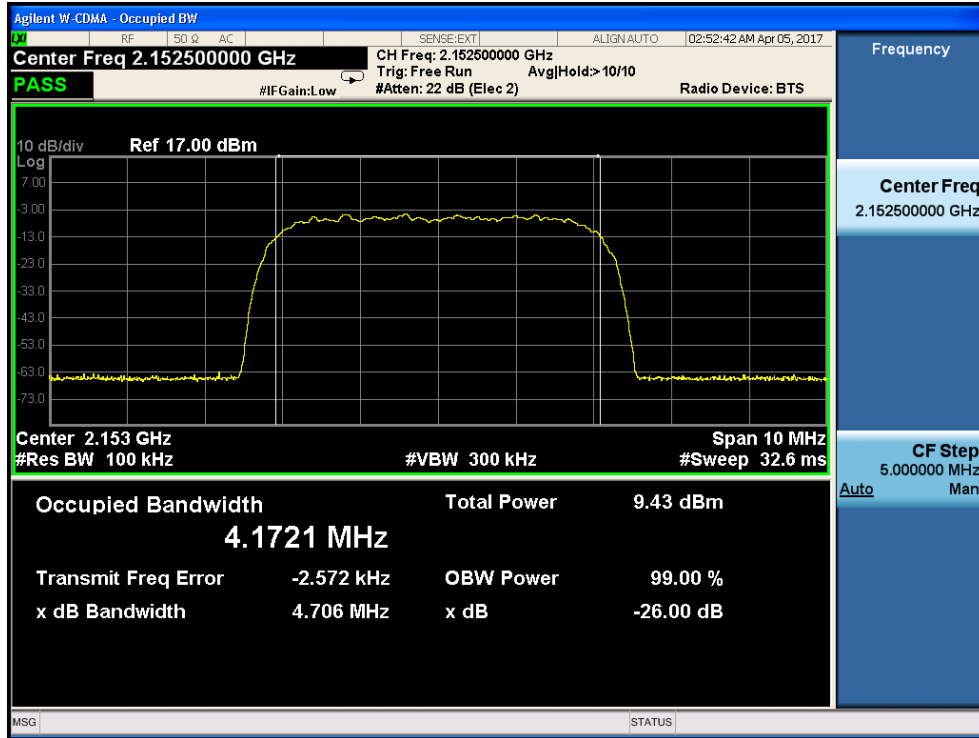 Agilent W-CDMA - Occupied BW
LXI RF 50 Ω AC SENSE:EXT ALIGN AUTO 02:52:42 AM Apr 05, 2017
Center Freq 2.152500000 GHz
CH Freq: 2.152500000 GHz
Trig: Free Run Avg|Hold:> 10/10
PASS
#IFGain:Low
#Atten: 22 dB (Elec 2) Radio Device: BTS
10 dB/div Ref 17.00 dBm
Log
7.00
-3.00
-13.0
-23.0
-33.0
-43.0
-53.0
-63.0
-73.0
Center 2.153 GHz Span 10 MHz
#Res BW 100 kHz #VBW 300 kHz #Sweep 32.6 ms
Occupied Bandwidth Total Power 9.43 dBm
4.1721 MHz
Transmit Freq Error -2.572 kHz OBW Power 99.00 %
x dB Bandwidth 4.706 MHz x dB -26.00 dB
MSG STATUS
Frequency
Center Freq
2.152500000 GHz
CF Step
5.000000 MHz
Auto Man